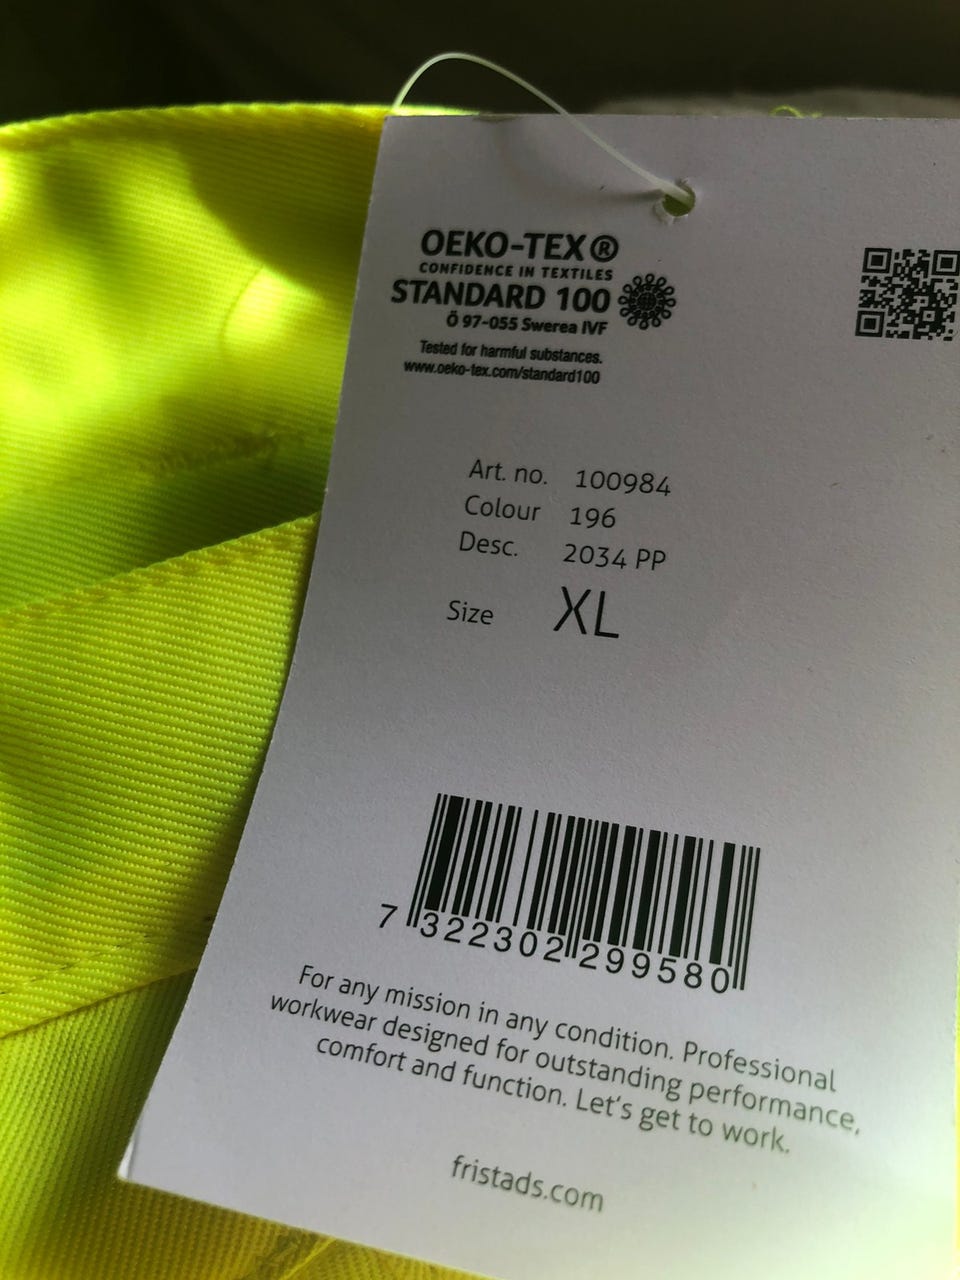 OEKO-TEX®
CONFIDENCE IN TEXTILES
STANDARD 100
Ö 97-055 Swerea IVF
Tested for harmful substances.
www.oeko-tex.com/standard100
Art. no. 100984
Colour 196
Desc. 2034 PP
Size XL
7 322302 299580
For any mission in any condition. Professional
workwear designed for outstanding performance,
comfort and function. Let's get to work.
fristads.com